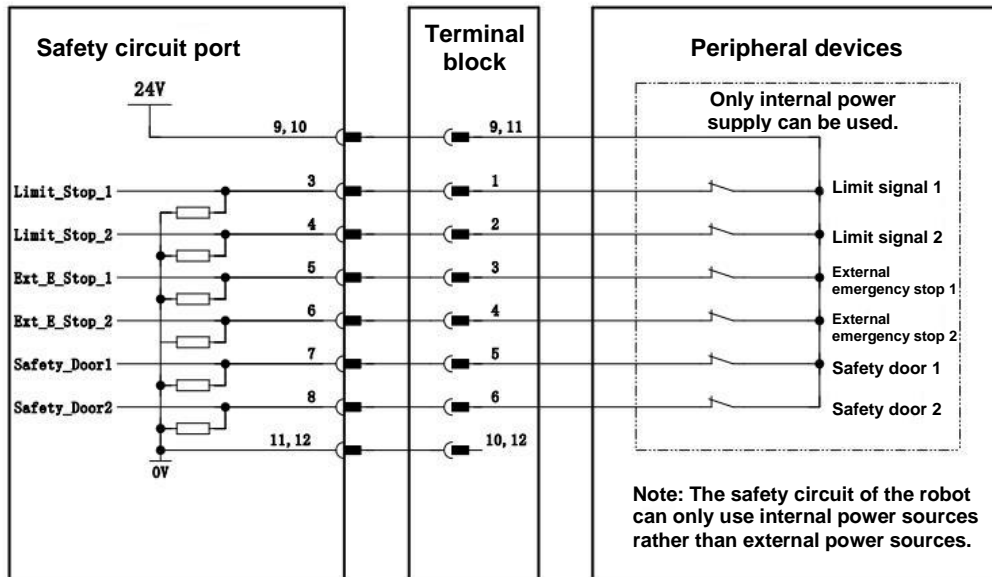 Safety circuit port
Terminal
block
Peripheral devices
24V
Only internal power
supply can be used.
9, 10
9, 11
Limit_Stop_1
3
1
Limit signal 1
Limit_Stop_2
4
2
Limit signal 2
Ext_E_Stop_1
5
3
External
emergency stop 1
Ext_E_Stop_2
6
4
External
emergency stop 2
Safety_Door1
7
5
Safety door 1
Safety_Door2
8
6
Safety door 2
11, 12
10, 12
0V
Note: The safety circuit of the robot
can only use internal power sources
rather than external power sources.